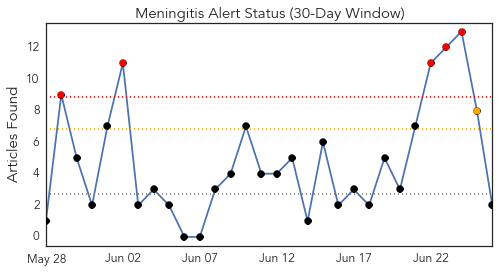 Meningitis Alert Status (30-Day Window)
Articles Found
12
10
8
6
4
2
0
May 28 Jun 02 Jun 07 Jun 12 Jun 17 Jun 22